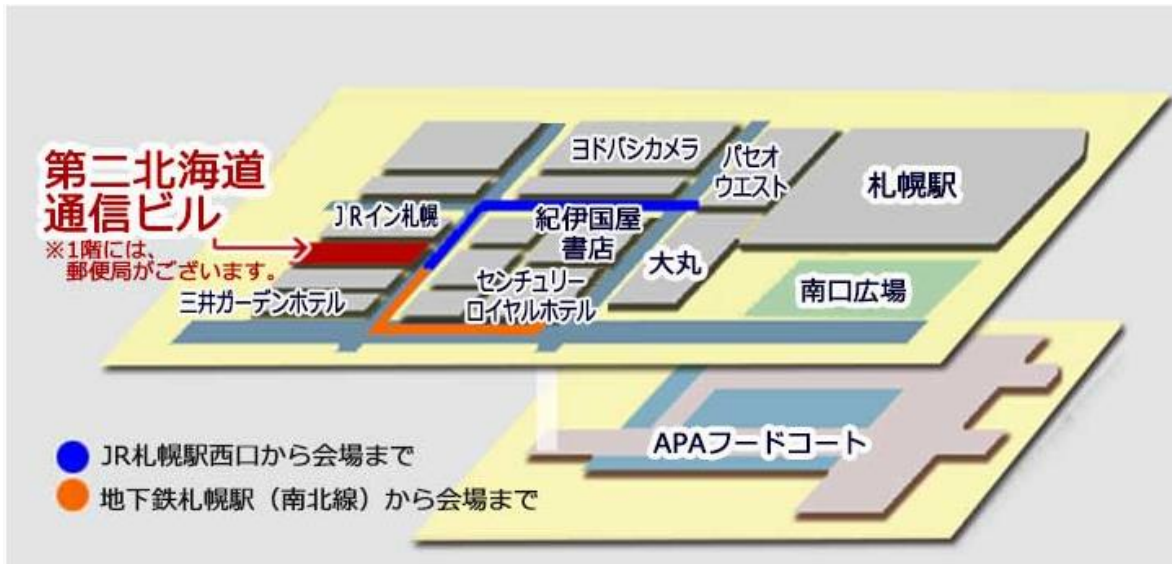 ヨドバシカメラ
パセオ
ウエスト
札幌駅
第二北海道
通信ビル
※1階には、
郵便局がございます。
JRイン札幌
紀伊国屋
書店
大丸
センチュリー
ロイヤルホテル
三井ガーデンホテル
南口広場
APAフードコート
JR札幌駅西口から会場まで
地下鉄札幌駅(南北線)から会場まで